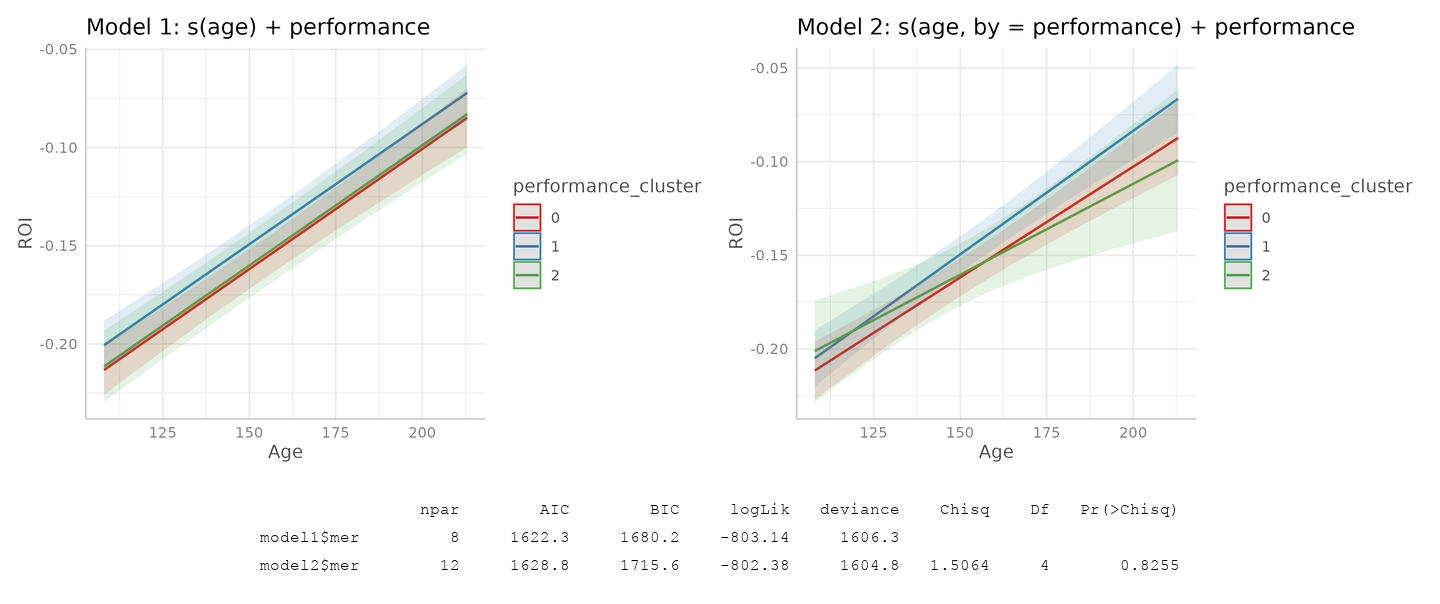 Model 1: s(age) + performance
-0.05
-0.10
-0.15
-0.20
ROI
125 150 175 200
Age
performance_cluster
0
1
2
Model 2: s(age, by = performance) + performance
-0.05
-0.10
-0.15
-0.20
ROI
125 150 175 200
Age
performance_cluster
0
1
2
npar AIC BIC logLik deviance Chisq Df Pr(>Chisq)
model1$mer 8 1622.3 1680.2 -803.14 1606.3
model2$mer 12 1628.8 1715.6 -802.38 1604.8 1.5064 4 0.8255